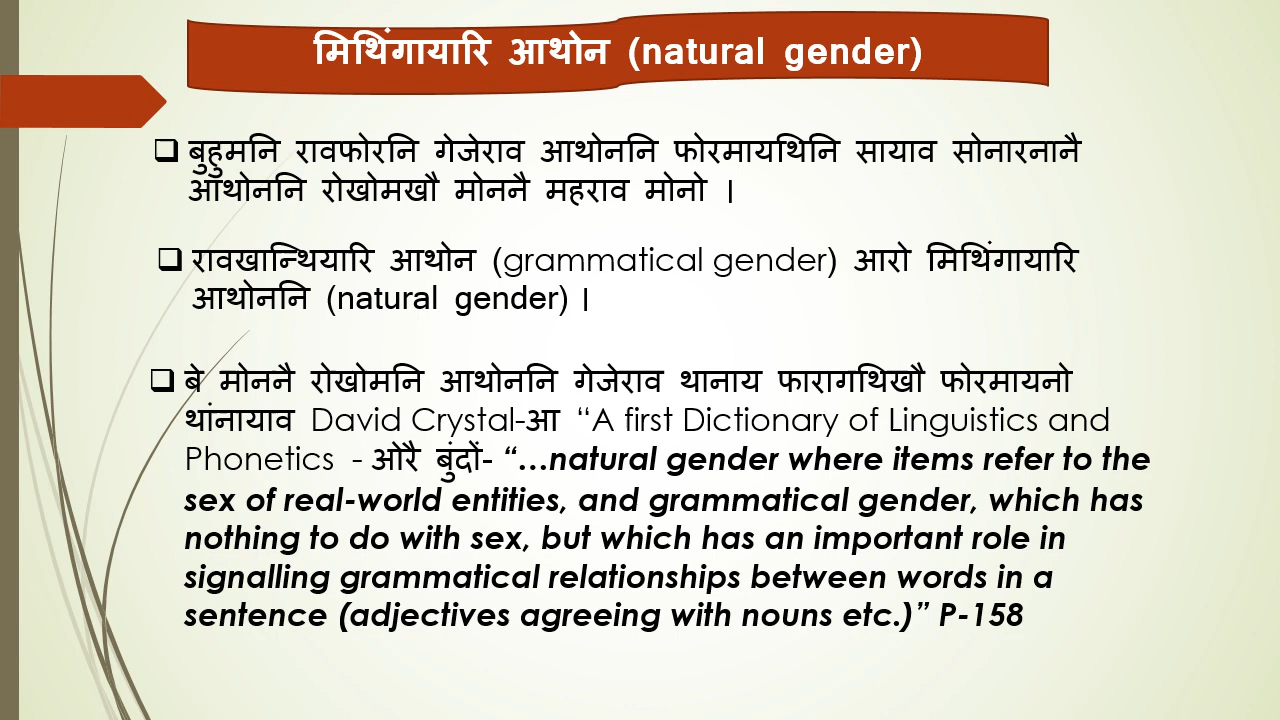 मिथिंगायारि आथोन (natural gender)
बुहुमनि रावफोरनि गेजेराव आथोननि फोरमायथिनि सायाव सोनारनानै
आथोननि रोखोमखौ मोननै महराव मोनो ।
रावखान्थियारि आथोन (grammatical gender) आरो मिथिंगायारि
आथोननि (natural gender) ।
बे मोननै रोखोमनि आथोननि गेजेराव थानाय फारागथिखौ फोरमायनो
थांनायाव David Crystal-आ “A first Dictionary of Linguistics and
Phonetics - ओरै बुंदों- “…natural gender where items refer to the
sex of real-world entities, and grammatical gender, which has
nothing to do with sex, but which has an important role in
signalling grammatical relationships between words in a
sentence (adjectives agreeing with nouns etc.)” P-158